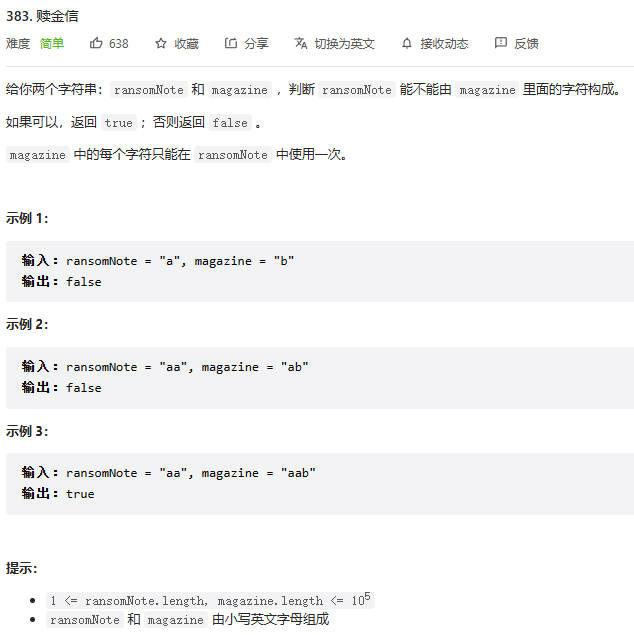 383. 赎金信
难度 简单 638 收藏 分享 切换为英文 接收动态 反馈
给你两个字符串：ransomNote 和 magazine ，判断 ransomNote 能不能由 magazine 里面的字符构成。
如果可以，返回 true ；否则返回 false 。
magazine 中的每个字符只能在 ransomNote 中使用一次。
示例 1：
输入：ransomNote = "a", magazine = "b"
输出：false
示例 2：
输入：ransomNote = "aa", magazine = "ab"
输出：false
示例 3：
输入：ransomNote = "aa", magazine = "aab"
输出：true
提示：
• 1 <= ransomNote.length, magazine.length <= 10⁵
• ransomNote 和 magazine 由小写英文字母组成